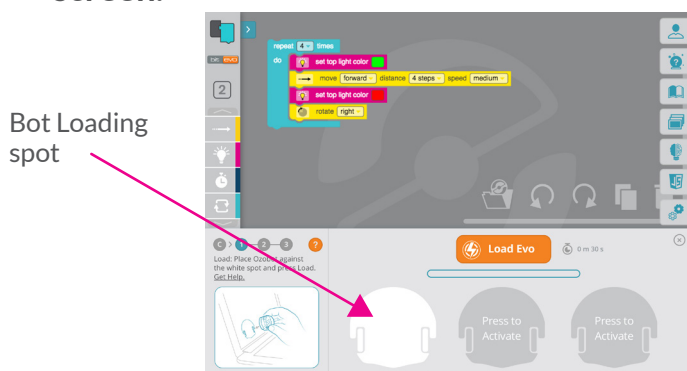 repeat 4 times
do
set top light color
move forward distance 4 steps speed medium
set top light color
rotate right
bit evo
2
Bot Loading
spot
C > 1 2 3 ?
Load: Place Ozobot against
the white spot and press Load.
Get Help.
Load Evo
0 m 30 s
Press to
Activate
Press to
Activate